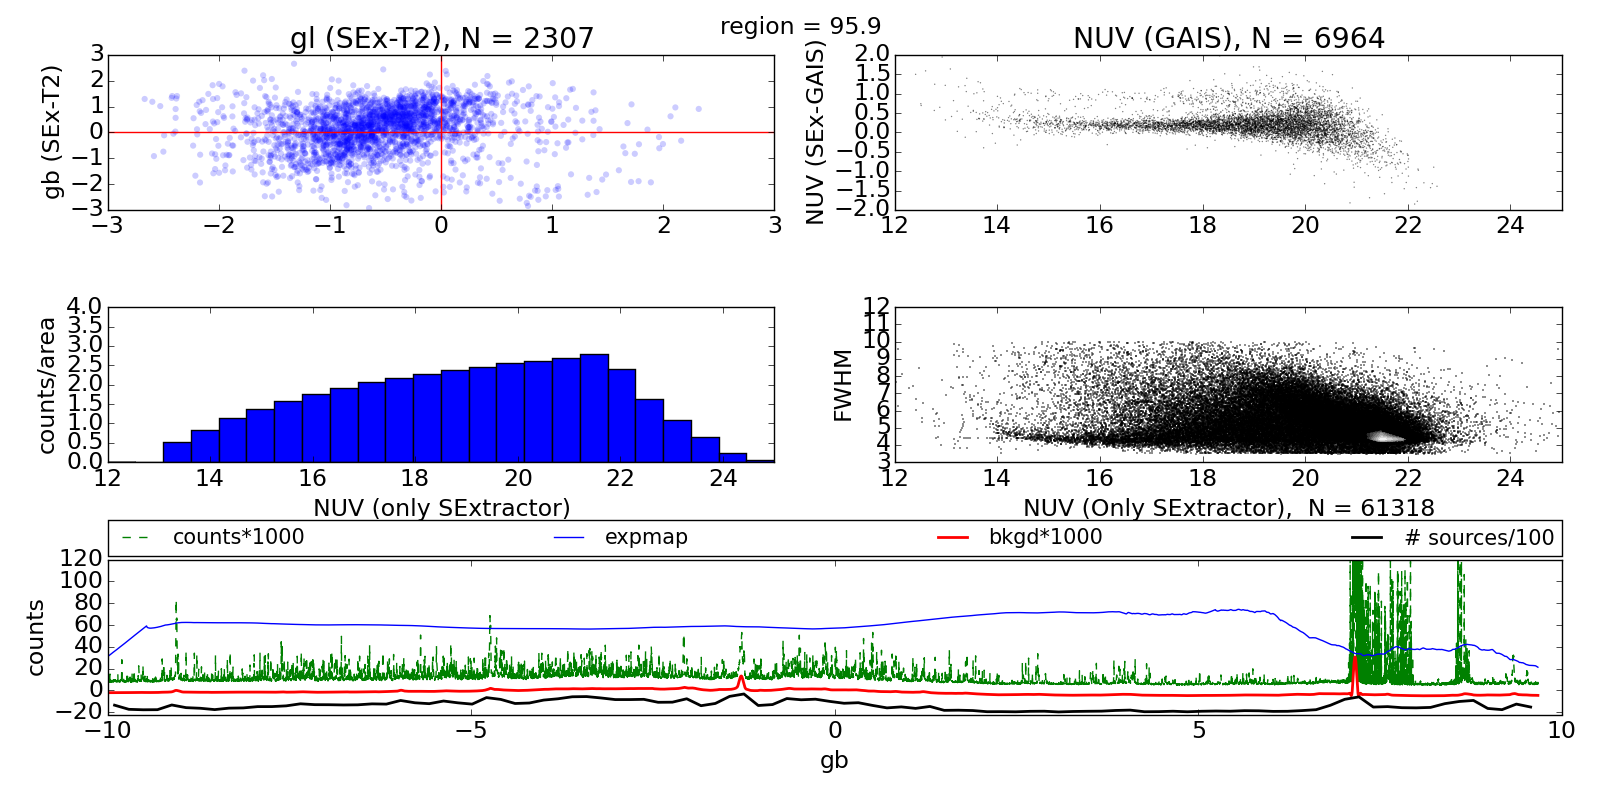 region = 95.9
gl (SEx-T2), N = 2307
gb (SEx-T2)
3
2
1
0
−1
−2
−3
−3 −2 −1 0 1 2 3
NUV (GAIS), N = 6964
NUV (SEx-GAIS)
2.0
1.5
1.0
0.5
0.0
−0.5
−1.0
−1.5
−2.0
12 14 16 18 20 22 24
counts/area
4.0
3.5
3.0
2.5
2.0
1.5
1.0
0.5
0.0
12 14 16 18 20 22 24
NUV (only SExtractor)
FWHM
12
11
10
9
8
7
6
5
4
3
12 14 16 18 20 22 24
NUV (Only SExtractor),  N = 61318
counts*1000 expmap bkgd*1000 # sources/100
counts
120
100
80
60
40
20
0
−20
−10 −5 0 5 10
gb